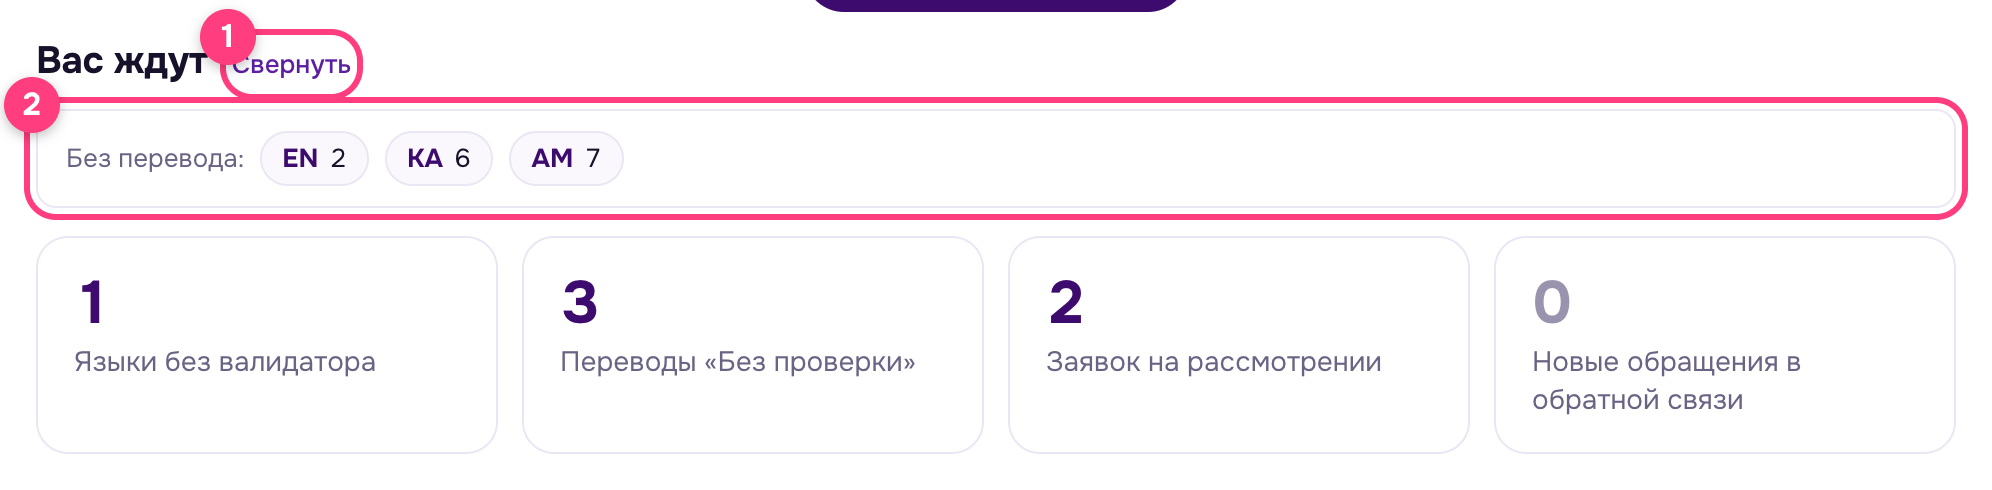 1
Вас ждут Свернуть
2
Без перевода: EN 2 KA 6 AM 7
1
Языки без валидатора
3
Переводы «Без проверки»
2
Заявок на рассмотрении
0
Новые обращения в
обратной связи